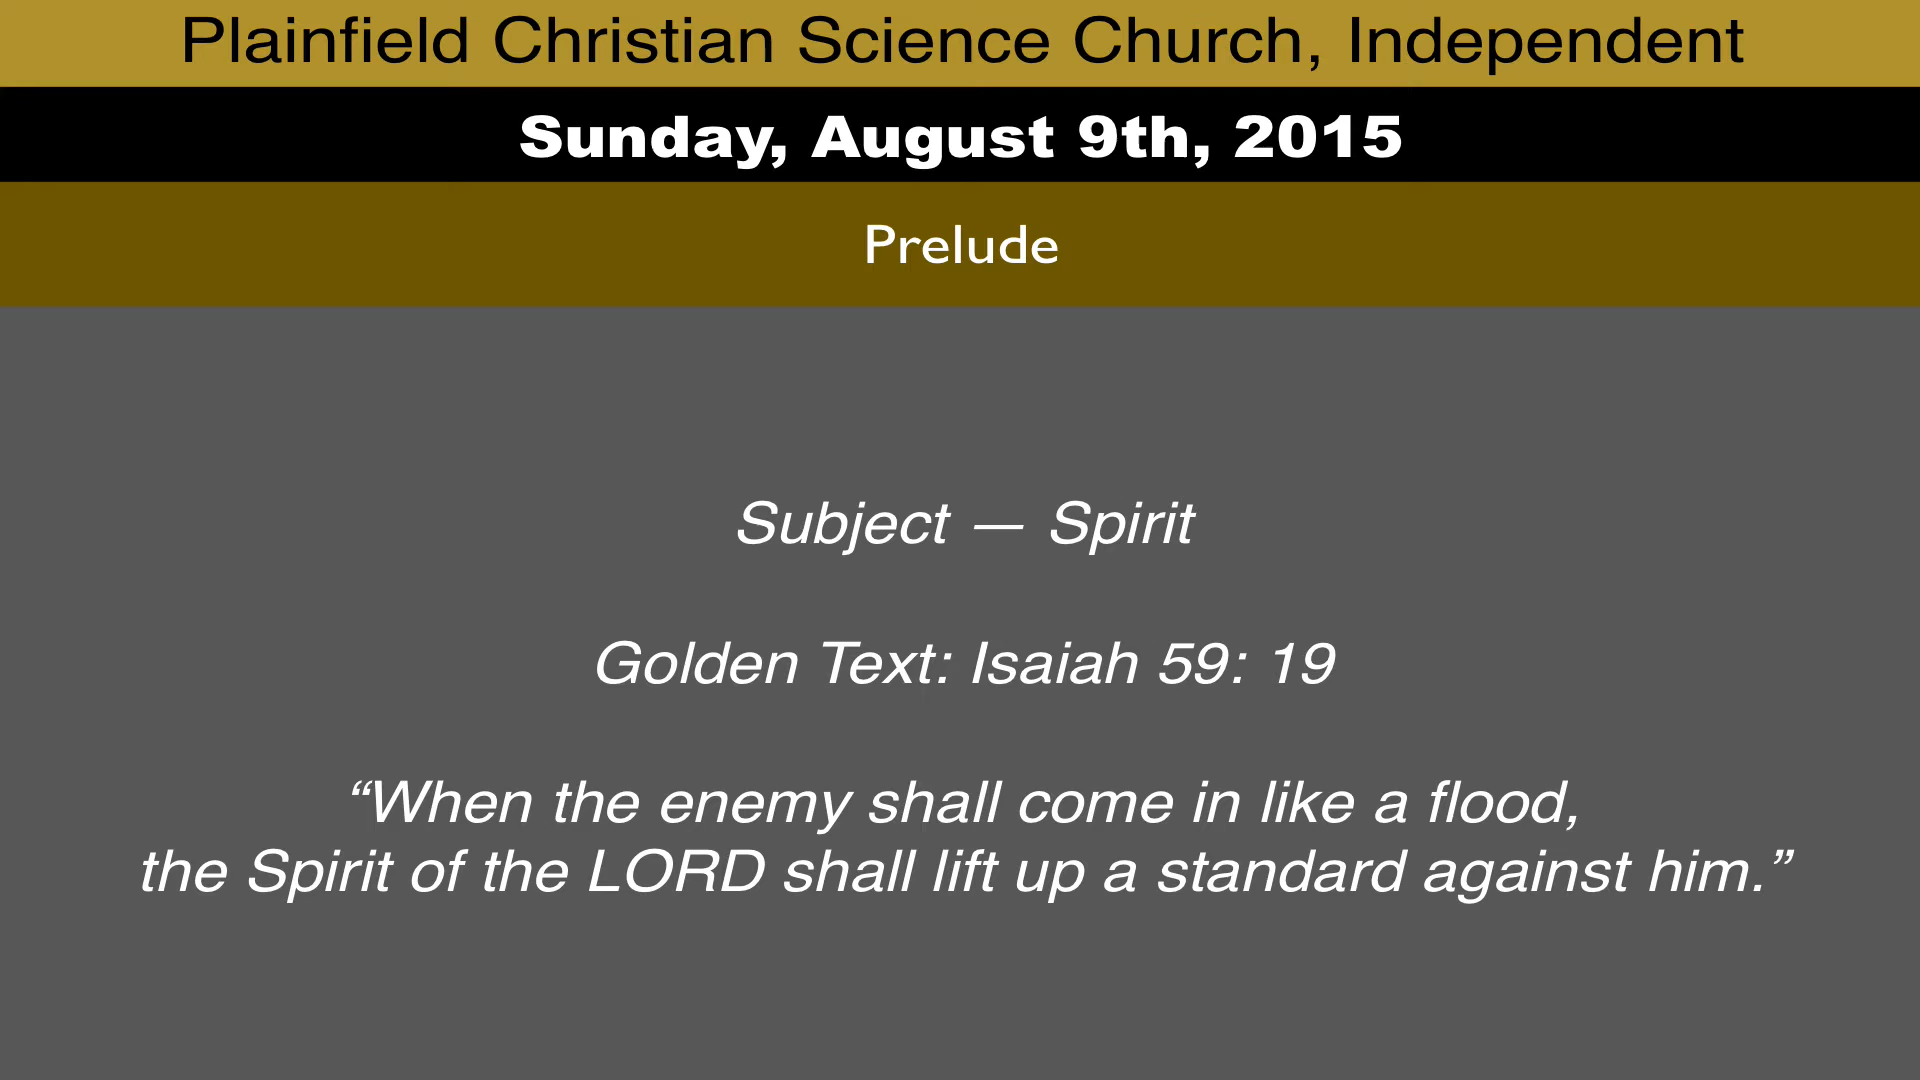 Plainfield Christian Science Church, Independent
Sunday, August 9th, 2015
Prelude
Subject — Spirit
Golden Text: Isaiah 59: 19
“When the enemy shall come in like a flood,
the Spirit of the LORD shall lift up a standard against him.”